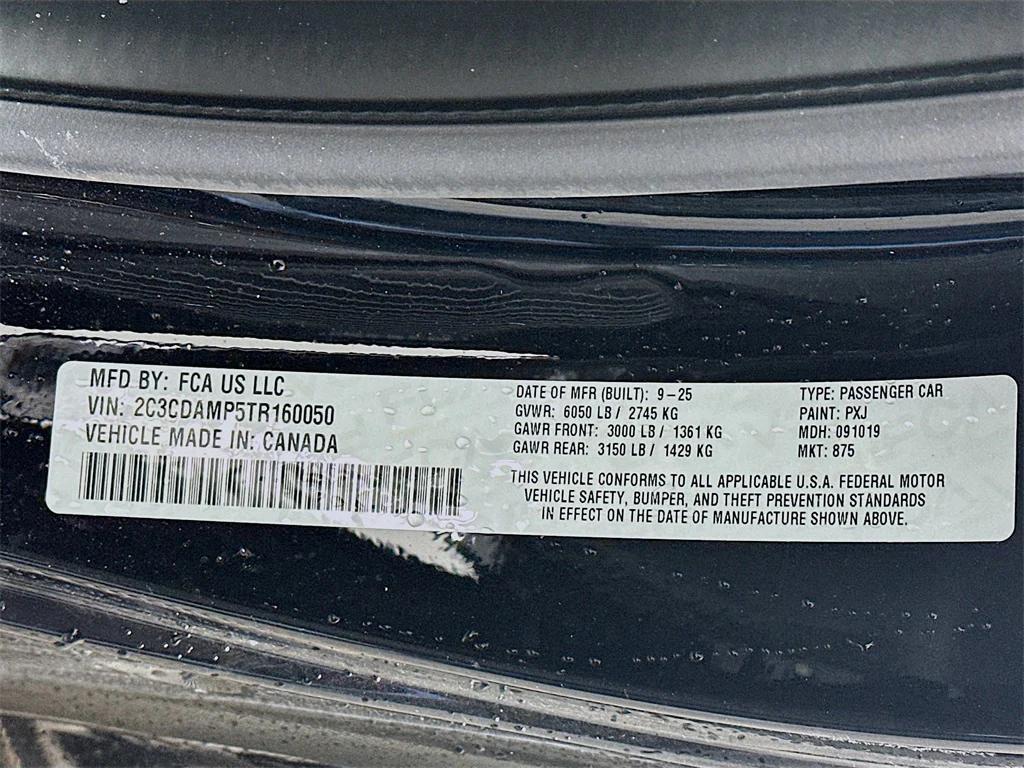 MFD BY: FCA US LLC
VIN: 2C3CDAMP5TR160050
VEHICLE MADE IN: CANADA
DATE OF MFR (BUILT): 9-25
GVWR: 6050 LB / 2745 KG
GAWR FRONT: 3000 LB / 1361 KG
GAWR REAR: 3150 LB / 1429 KG
TYPE: PASSENGER CAR
PAINT: PXJ
MDH: 091019
MKT: 875
THIS VEHICLE CONFORMS TO ALL APPLICABLE U.S.A. FEDERAL MOTOR
VEHICLE SAFETY, BUMPER, AND THEFT PREVENTION STANDARDS
IN EFFECT ON THE DATE OF MANUFACTURE SHOWN ABOVE.